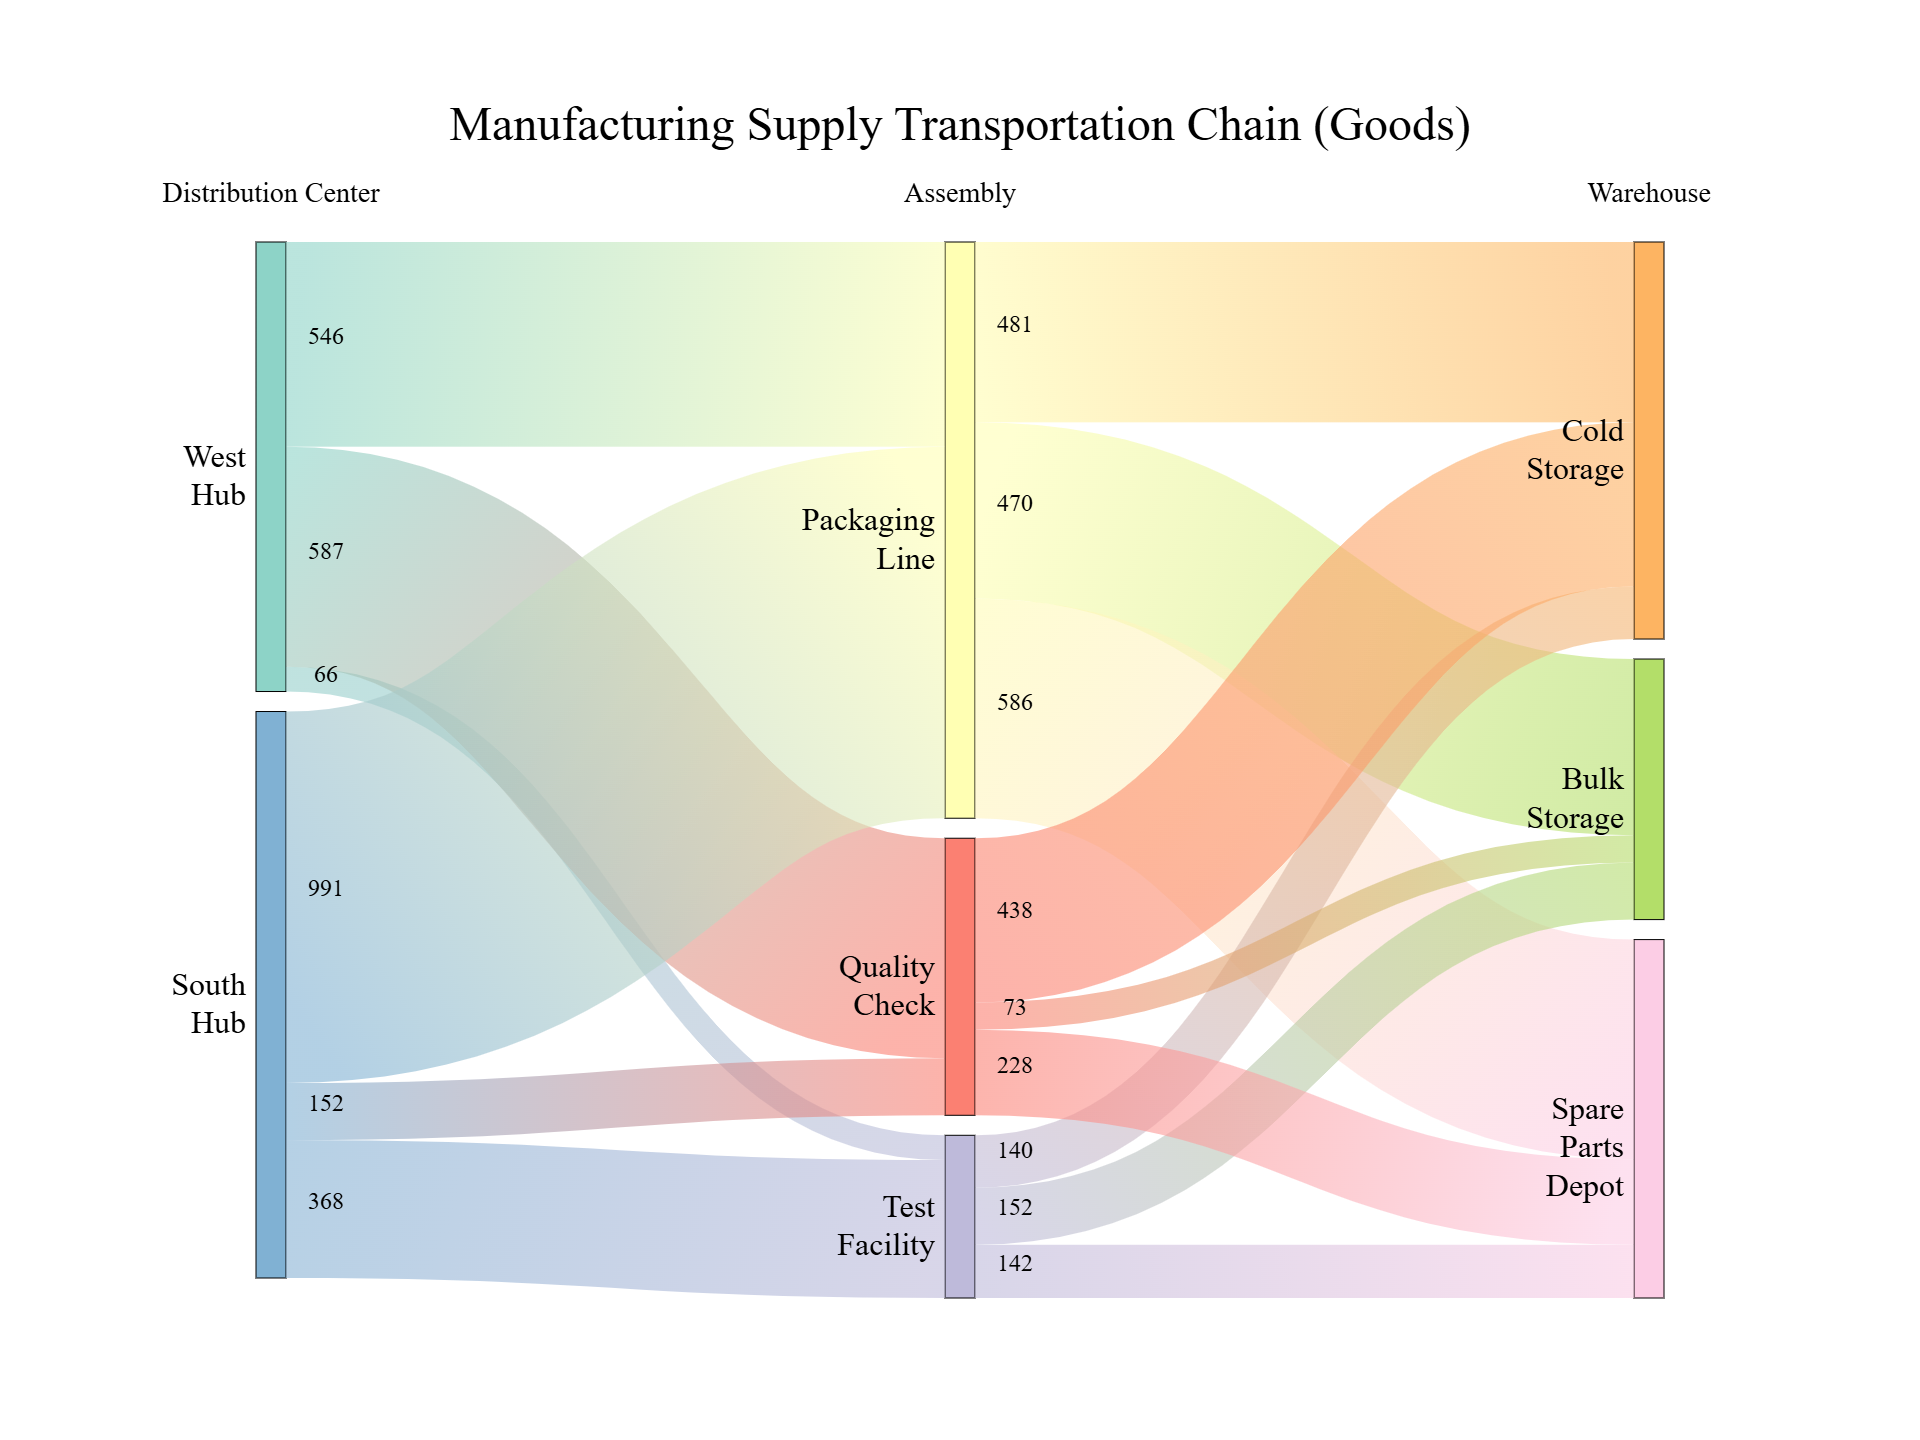 Manufacturing Supply Transportation Chain (Goods)
Distribution Center
Assembly
Warehouse
West
Hub
546
587
66
South
Hub
991
152
368
Packaging
Line
481
470
586
Quality
Check
438
73
228
Test
Facility
140
152
142
Cold
Storage
Bulk
Storage
Spare
Parts
Depot